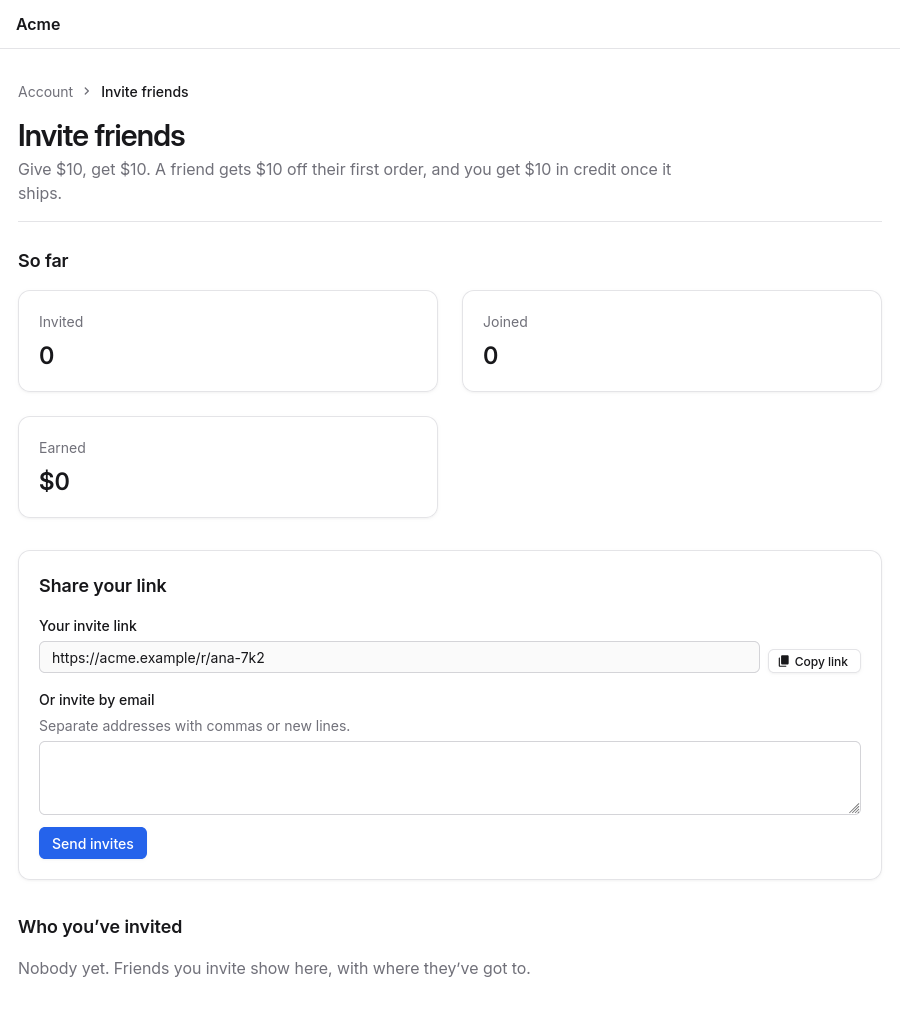 Acme
Account
Invite friends
Invite friends
Give $10, get $10. A friend gets $10 off their first order, and you get $10 in credit once it
ships.
So far
Invited
0
Joined
0
Earned
$0
Share your link
Your invite link
https://acme.example/r/ana-7k2
Copy link
Or invite by email
Separate addresses with commas or new lines.
Send invites
Who you’ve invited
Nobody yet. Friends you invite show here, with where they’ve got to.